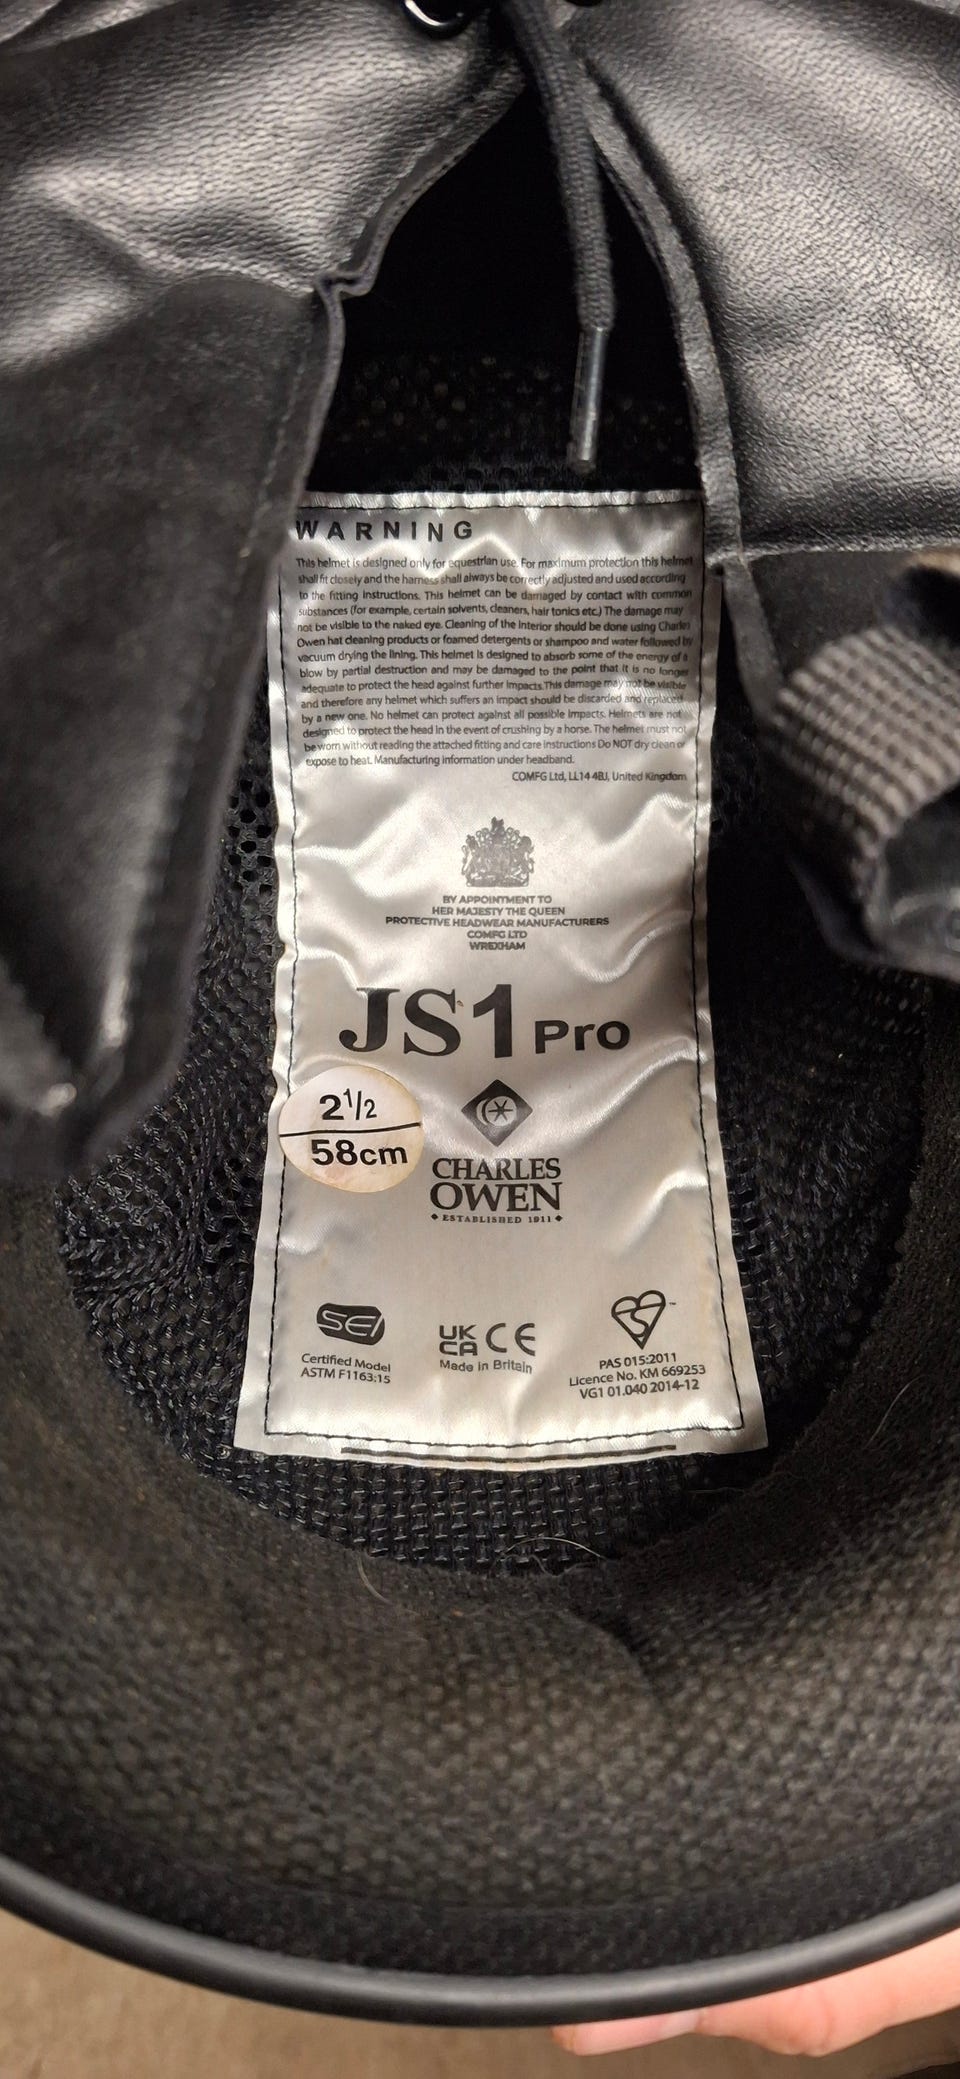 WARNING
This helmet is designed only for equestrian use. For maximum protection this helmet
shall fit closely and the harness shall always be correctly adjusted and used according
to the fitting instructions. This helmet can be damaged by contact with common
substances (for example, certain solvents, cleaners, hair tonics etc.) The damage may
not be visible to the naked eye. Cleaning of the interior should be done using Charles
Owen hat cleaning products or foamed detergents or shampoo and water followed by
vacuum drying the lining. This helmet is designed to absorb some of the energy of a
blow by partial destruction and may be damaged to the point that it is no longer
adequate to protect the head against further impacts. This damage may not be visible
and therefore any helmet which suffers an impact should be discarded and replaced
by a new one. No helmet can protect against all possible impacts. Helmets are not
designed to protect the head in the event of crushing by a horse. The helmet must not
be worn without reading the attached fitting and care instructions Do NOT dry clean or
expose to heat. Manufacturing information under headband.
COMFG Ltd, LL14 4BJ, United Kingdom
BY APPOINTMENT TO
HER MAJESTY THE QUEEN
PROTECTIVE HEADWEAR MANUFACTURERS
COMFG LTD
WREXHAM
JS1 Pro
2 1/2
58cm
CHARLES
OWEN
ESTABLISHED 1911
SEI
Certified Model
ASTM F1163:15
UK
CA CE
Made in Britain
™
PAS 015:2011
Licence No. KM 669253
VG1 01.040 2014-12